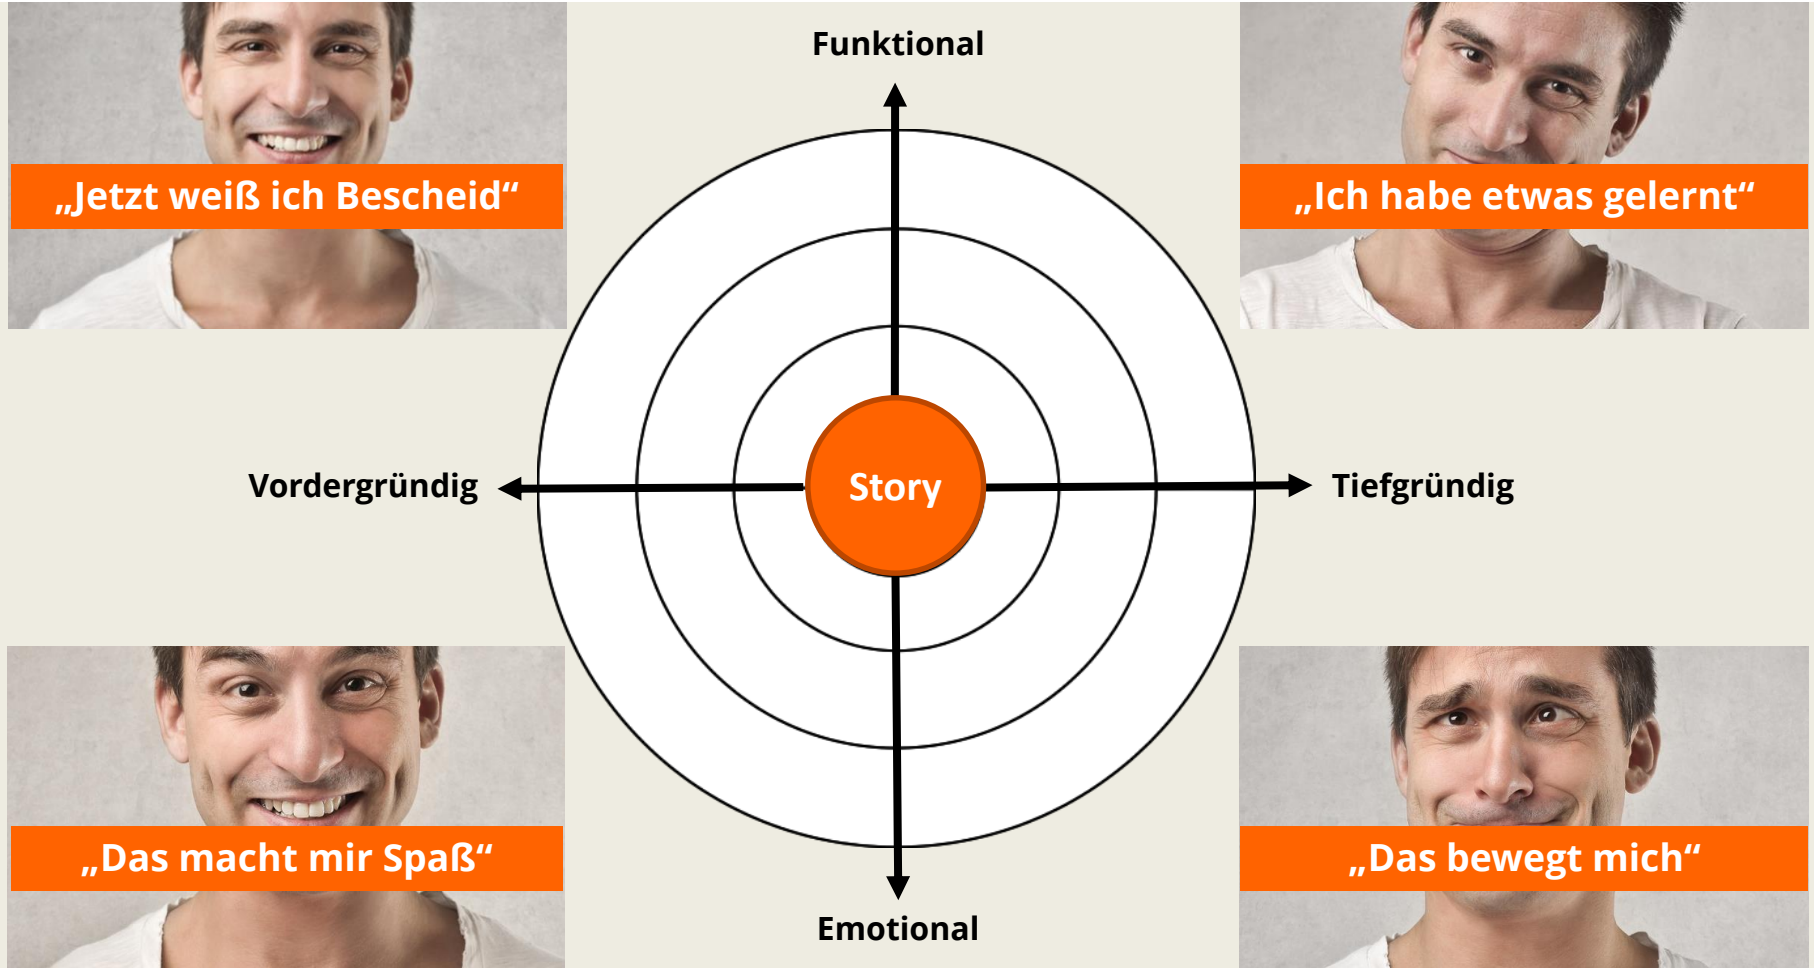 Funktional
„Jetzt weiß ich Bescheid“
„Ich habe etwas gelernt“
Vordergründig
Story
Tiefgründig
„Das macht mir Spaß“
„Das bewegt mich“
Emotional